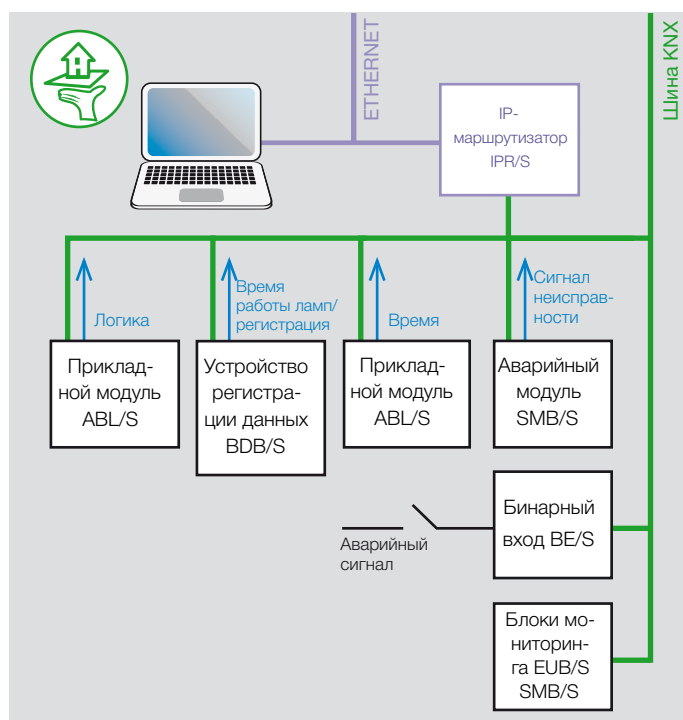 ETHERNET
Шина KNX
IP-
маршрутизатор
IPR/S
Логика
Время
работы ламп/
регистрация
Время
Сигнал
неисправ-
ности
Приклад-
ной модуль
ABL/S
Устройство
регистра-
ции данных
BDB/S
Приклад-
ной модуль
ABL/S
Аварийный
модуль
SMB/S
Аварийный
сигнал
Бинарный
вход BE/S
Блоки мо-
ниторин-
га EUB/S
SMB/S